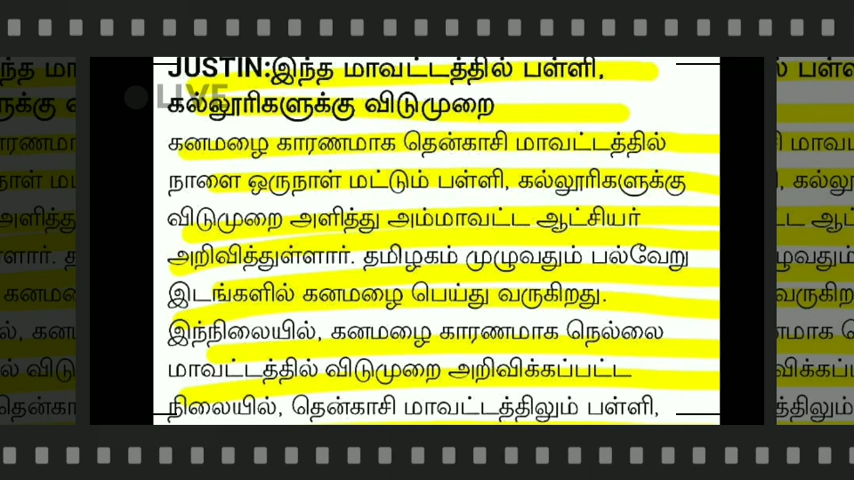 JUSTIN:இந்த மாவட்டத்தில் பள்ளி,
LIVE
கல்லூரிகளுக்கு விடுமுறை
கனமழை காரணமாக தென்காசி மாவட்டத்தில்
நாளை ஒருநாள் மட்டும் பள்ளி, கல்லூரிகளுக்கு
விடுமுறை அளித்து அம்மாவட்ட ஆட்சியர்
அறிவித்துள்ளார். தமிழகம் முழுவதும் பல்வேறு
இடங்களில் கனமழை பெய்து வருகிறது.
இந்நிலையில், கனமழை காரணமாக நெல்லை
மாவட்டத்தில் விடுமுறை அறிவிக்கப்பட்ட
நிலையில், தென்காசி மாவட்டத்திலும் பள்ளி,